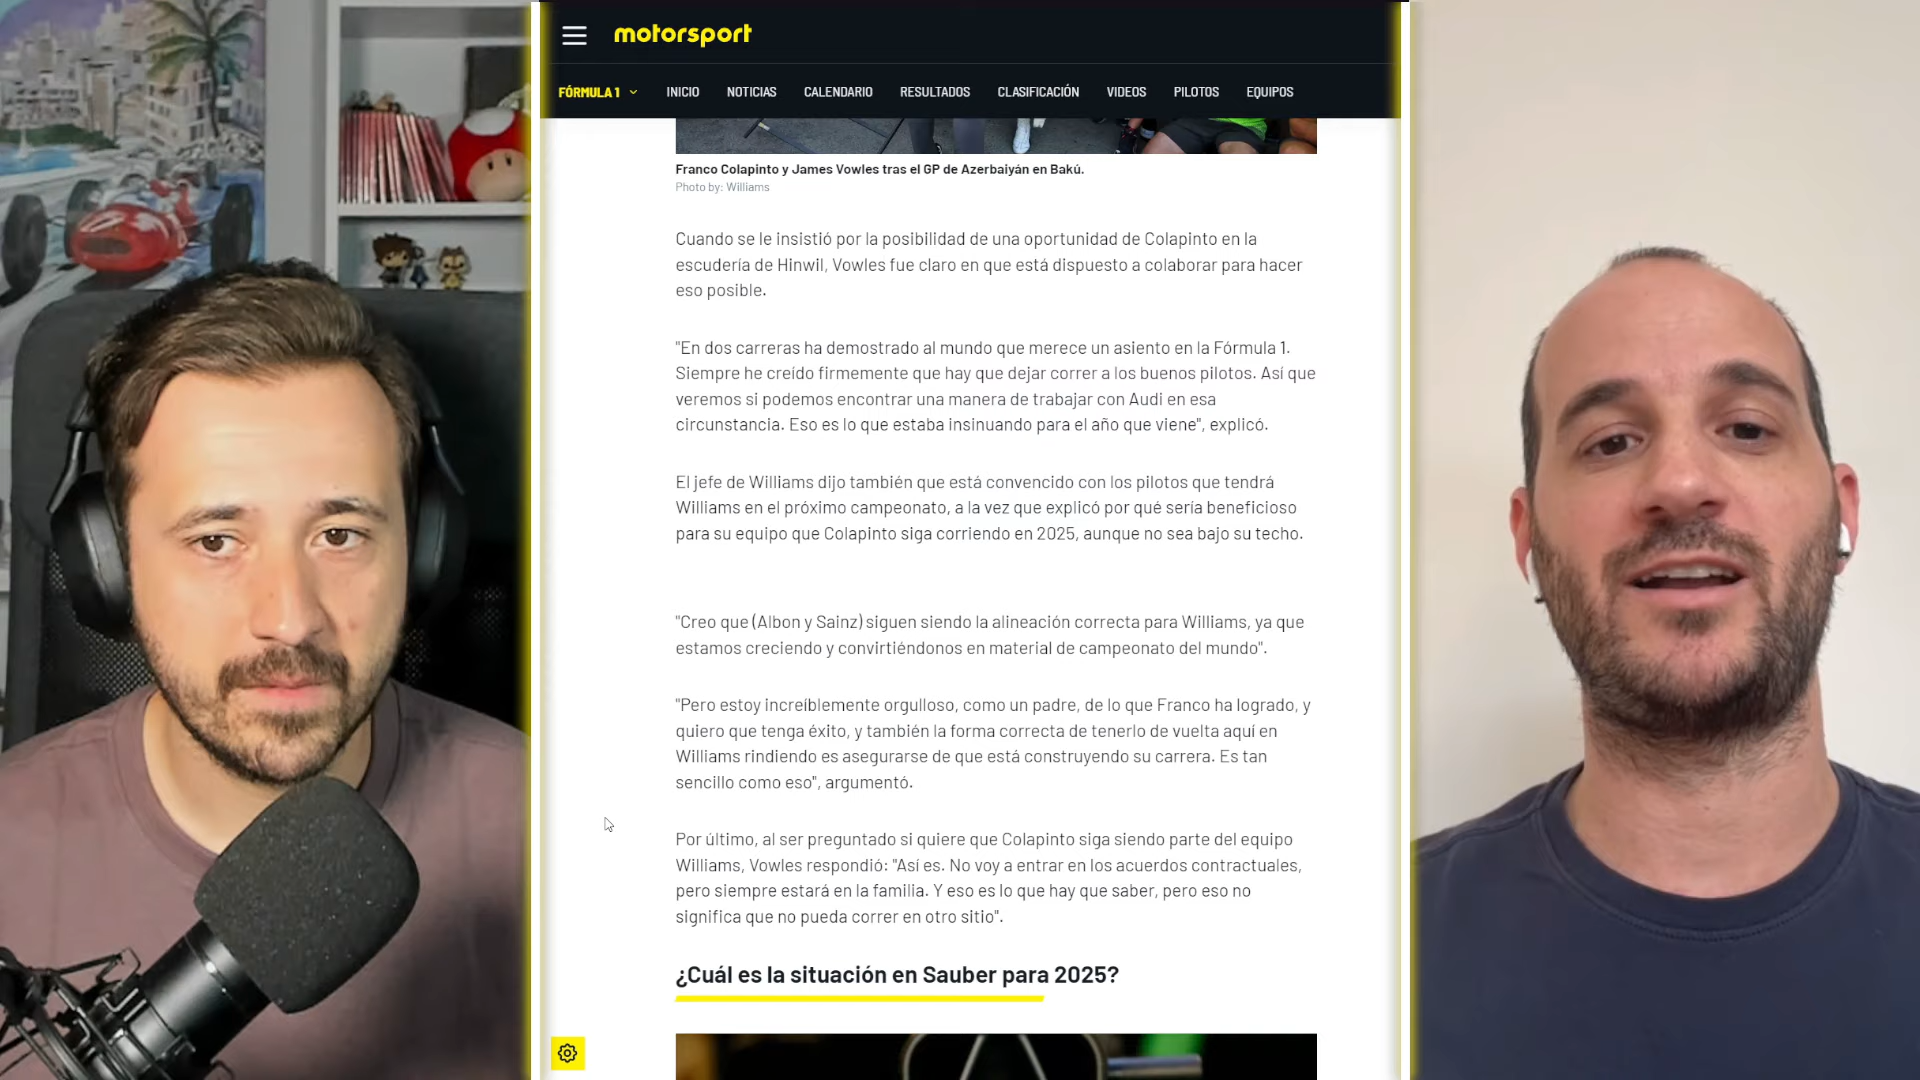 motorsport
FÓRMULA 1 INICIO NOTICIAS CALENDARIO RESULTADOS CLASIFICACIÓN VIDEOS PILOTOS EQUIPOS
Franco Colapinto y James Vowles tras el GP de Azerbaiyán en Bakú.
Photo by: Williams
Cuando se le insistió por la posibilidad de una oportunidad de Colapinto en la
escudería de Hinwil, Vowles fue claro en que está dispuesto a colaborar para hacer
eso posible.
"En dos carreras ha demostrado al mundo que merece un asiento en la Fórmula 1.
Siempre he creído firmemente que hay que dejar correr a los buenos pilotos. Así que
veremos si podemos encontrar una manera de trabajar con Audi en esa
circunstancia. Eso es lo que estaba insinuando para el año que viene", explicó.
El jefe de Williams dijo también que está convencido con los pilotos que tendrá
Williams en el próximo campeonato, a la vez que explicó por qué sería beneficioso
para su equipo que Colapinto siga corriendo en 2025, aunque no sea bajo su techo.
"Creo que (Albon y Sainz) siguen siendo la alineación correcta para Williams, ya que
estamos creciendo y convirtiéndonos en material de campeonato del mundo".
"Pero estoy increíblemente orgulloso, como un padre, de lo que Franco ha logrado, y
quiero que tenga éxito, y también la forma correcta de tenerlo de vuelta aquí en
Williams rindiendo es asegurarse de que está construyendo su carrera. Es tan
sencillo como eso", argumentó.
Por último, al ser preguntado si quiere que Colapinto siga siendo parte del equipo
Williams, Vowles respondió: "Así es. No voy a entrar en los acuerdos contractuales,
pero siempre estará en la familia. Y eso es lo que hay que saber, pero eso no
significa que no pueda correr en otro sitio".
¿Cuál es la situación en Sauber para 2025?